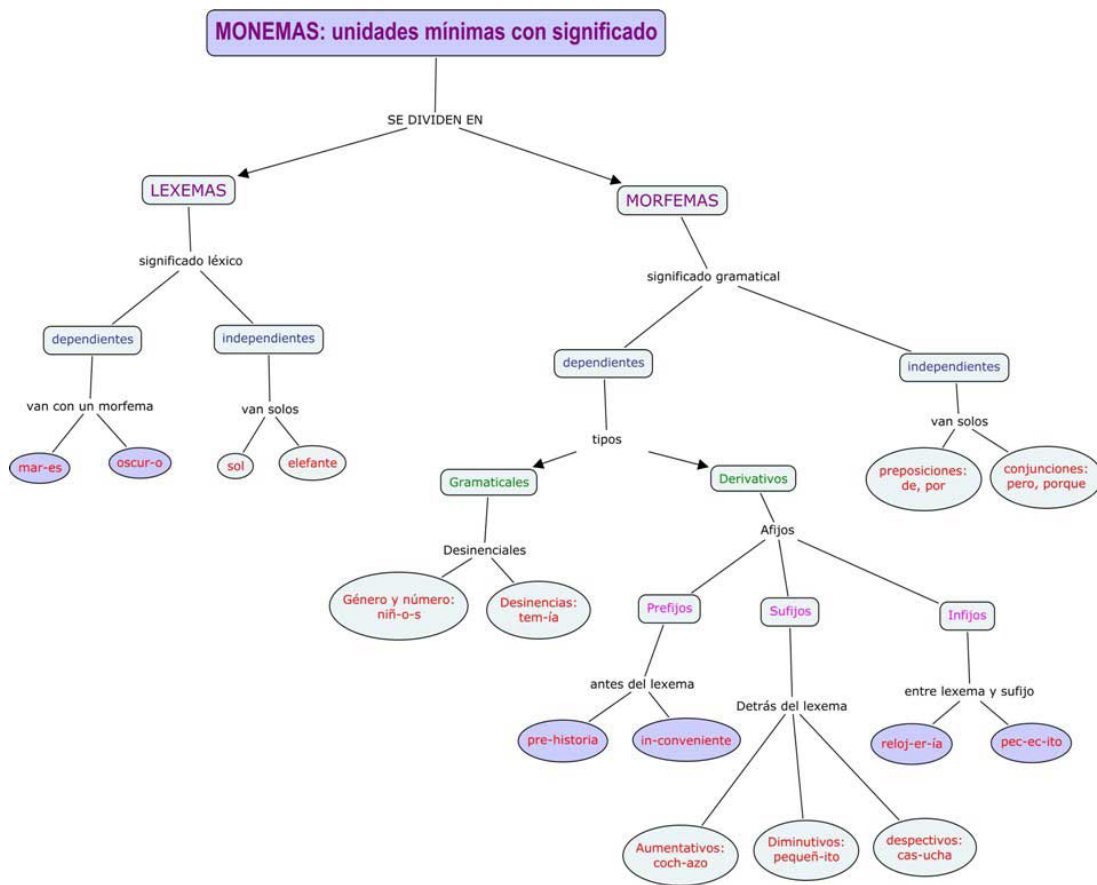 MONEMAS: unidades mínimas con significado
SE DIVIDEN EN
LEXEMAS
MORFEMAS
significado léxico
significado gramatical
dependientes
independientes
dependientes
independientes
van con un morfema
van solos
tipos
van solos
mar-es
oscur-o
sol
elefante
preposiciones:
de, por
conjunciones:
pero, porque
Gramaticales
Derivativos
Desinenciales
Afijos
Género y número:
niñ-o-s
Desinencias:
tem-ía
Prefijos
Sufijos
Infijos
antes del lexema
Detrás del lexema
entre lexema y sufijo
pre-historia
in-conveniente
reloj-er-ía
pec-ec-ito
Aumentativos:
coch-azo
Diminutivos:
pequeñ-ito
despectivos:
cas-ucha